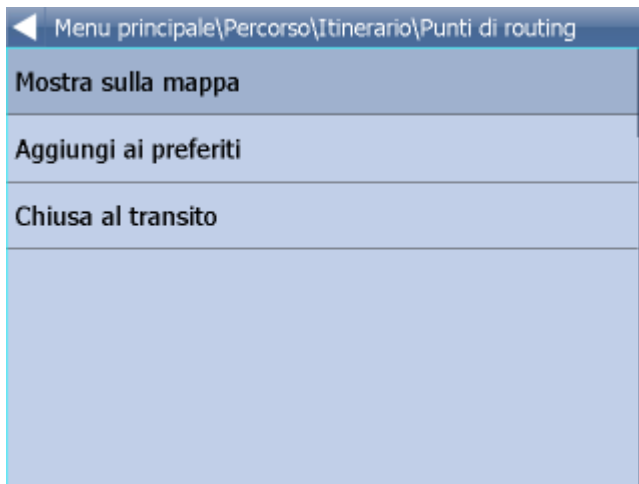 Menu principale\Percorso\Itinerario\Punti di routing
Mostra sulla mappa
Aggiungi ai preferiti
Chiusa al transito